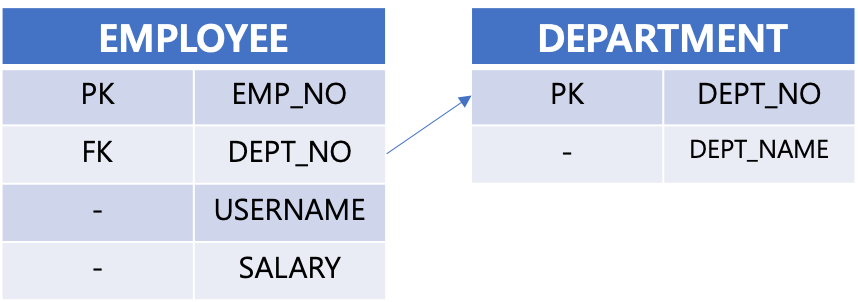 EMPLOYEE
PK EMP_NO
FK DEPT_NO
- USERNAME
- SALARY
DEPARTMENT
PK DEPT_NO
- DEPT_NAME